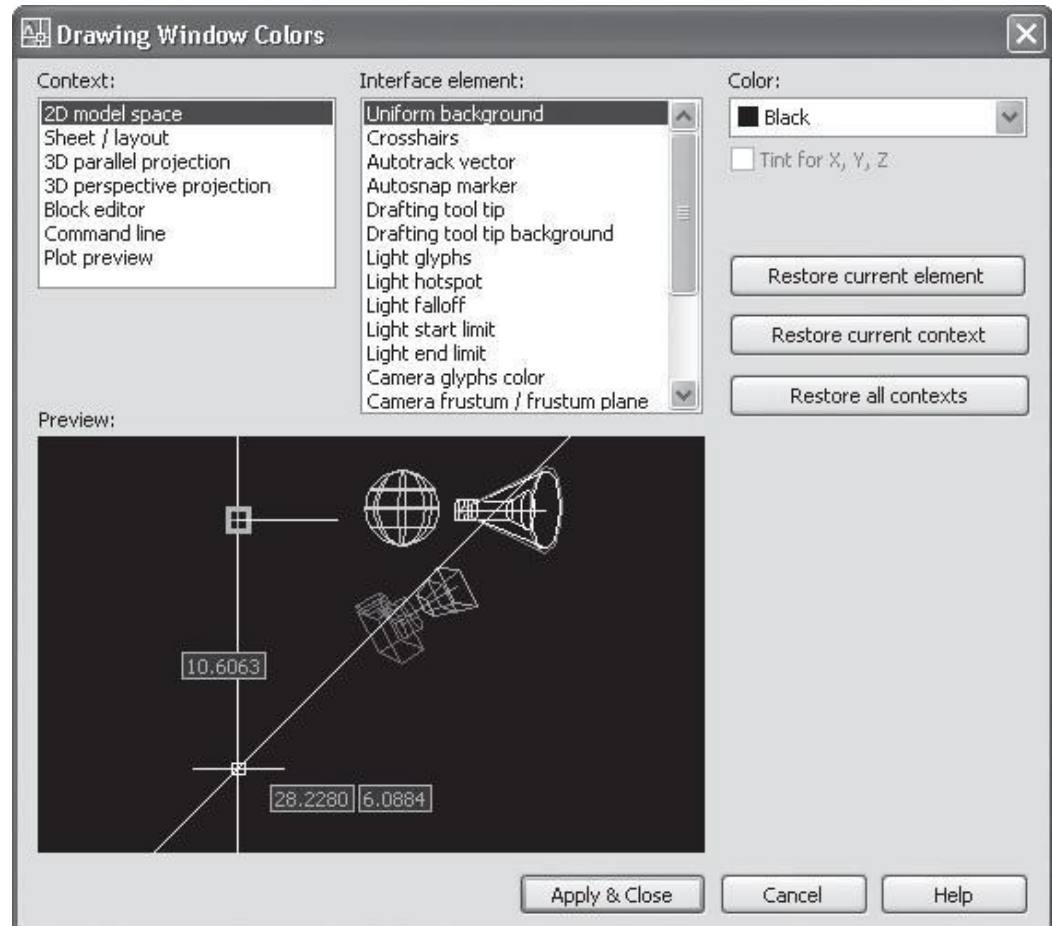 Drawing Window Colors
Context:
2D model space
Sheet / layout
3D parallel projection
3D perspective projection
Block editor
Command line
Plot preview
Interface element:
Uniform background
Crosshairs
Autotrack vector
Autosnap marker
Drafting tool tip
Drafting tool tip background
Light glyphs
Light hotspot
Light falloff
Light start limit
Light end limit
Camera glyphs color
Camera frustum / frustum plane
Color:
Black
Tint for X, Y, Z
Restore current element
Restore current context
Restore all contexts
Preview:
10.6063
28.2280 6.0884
Apply & Close
Cancel
Help